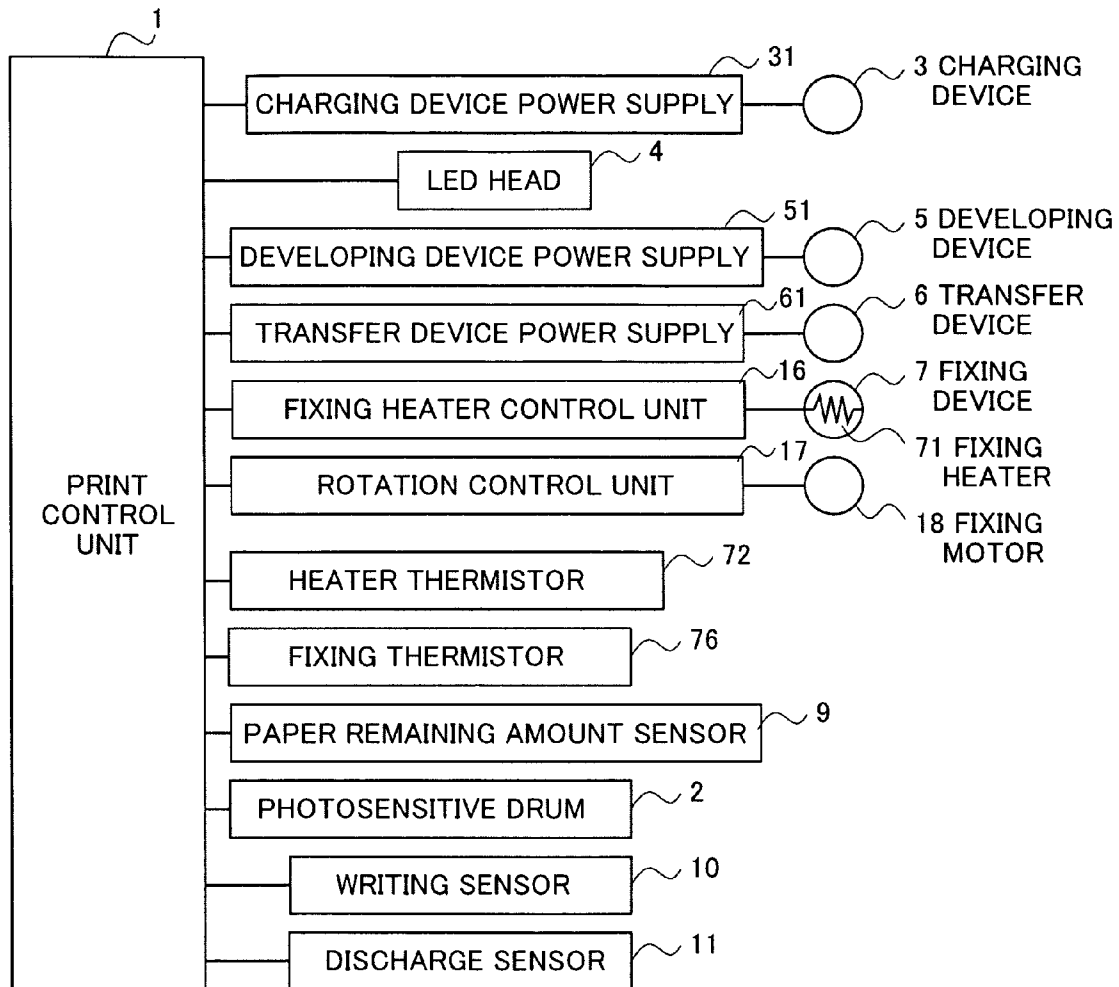 1
31
CHARGING DEVICE POWER SUPPLY
3 CHARGING
DEVICE
4
LED HEAD
51
DEVELOPING DEVICE POWER SUPPLY
5 DEVELOPING
DEVICE
61
TRANSFER DEVICE POWER SUPPLY
6 TRANSFER
DEVICE
16
FIXING HEATER CONTROL UNIT
7 FIXING
DEVICE
71 FIXING
HEATER
17
ROTATION CONTROL UNIT
18 FIXING
MOTOR
PRINT
CONTROL
UNIT
72
HEATER THERMISTOR
76
FIXING THERMISTOR
9
PAPER REMAINING AMOUNT SENSOR
2
PHOTOSENSITIVE DRUM
10
WRITING SENSOR
11
DISCHARGE SENSOR